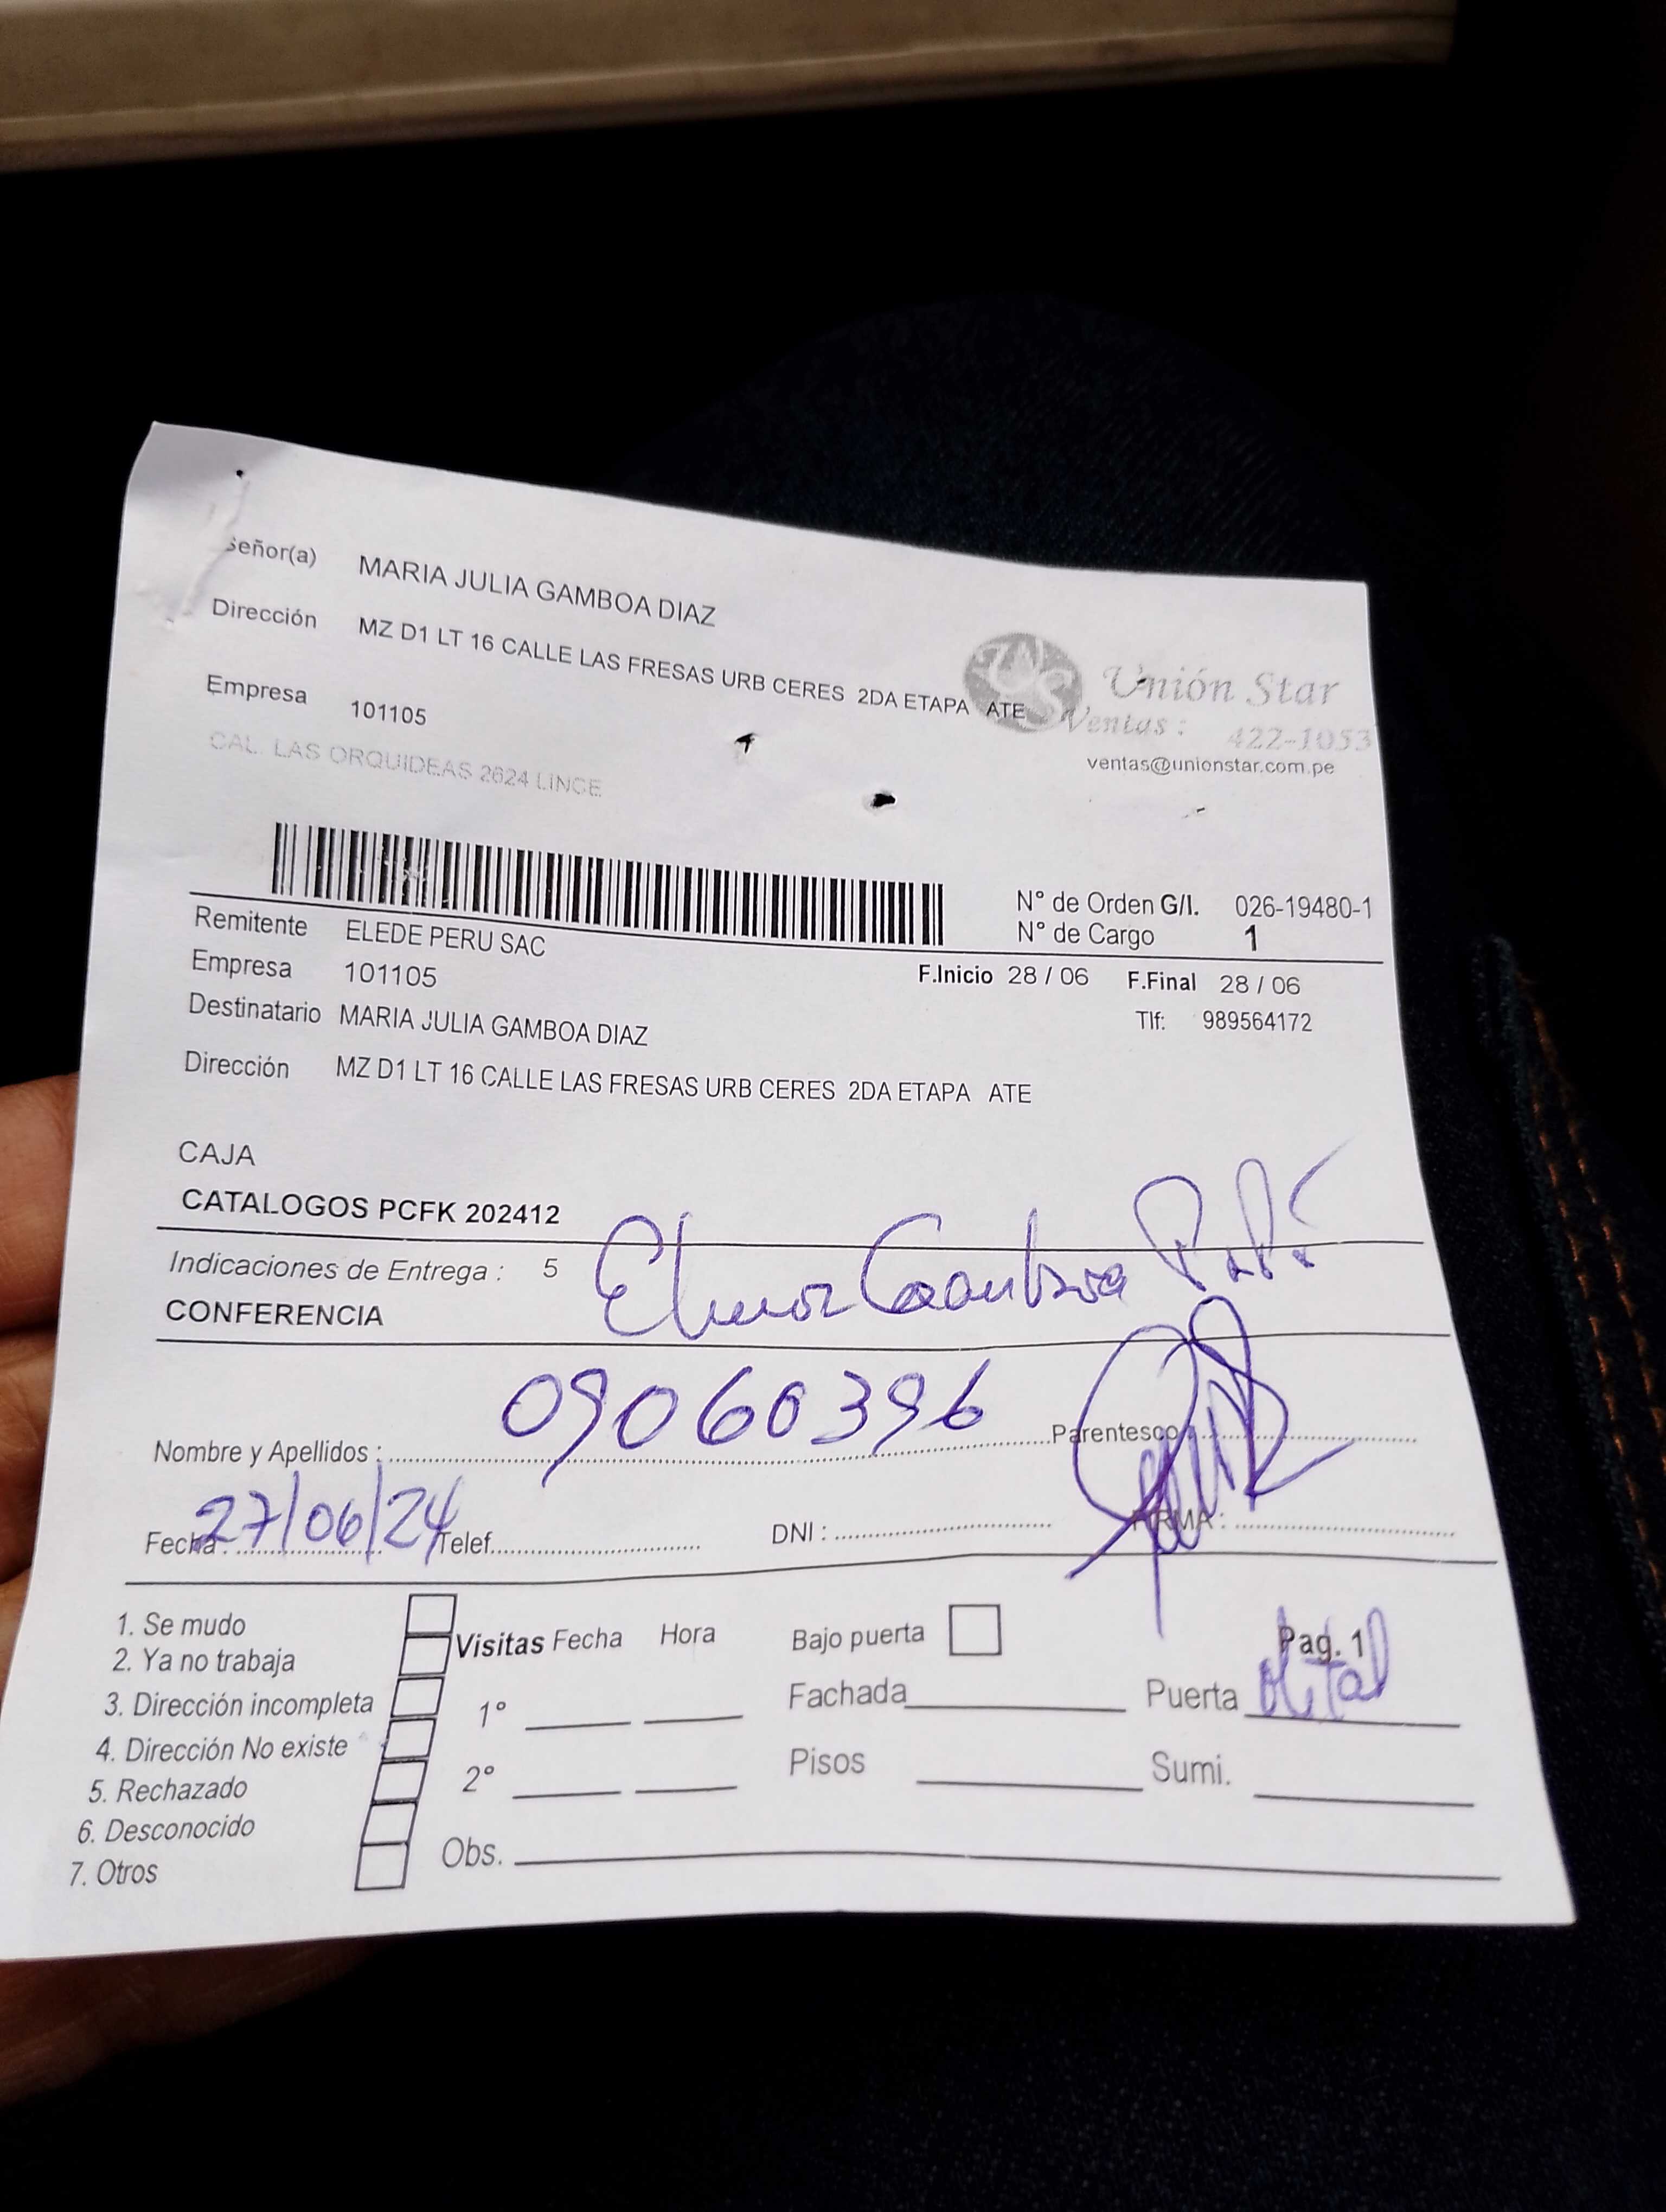 Señor(a) MARIA JULIA GAMBOA DIAZ
Dirección MZ D1 LT 16 CALLE LAS FRESAS URB CERES 2DA ETAPA ATE
Unión Star
Empresa 101105
Ventas : 422-1053
CAL. LAS ORQUIDEAS 2624 LINCE
ventas@unionstar.com.pe
N° de Orden G/I. 026-19480-1
Remitente ELEDE PERU SAC
N° de Cargo 1
Empresa 101105
F.Inicio 28 / 06 F.Final 28 / 06
Destinatario MARIA JULIA GAMBOA DIAZ
Tlf: 989564172
Dirección MZ D1 LT 16 CALLE LAS FRESAS URB CERES 2DA ETAPA ATE
CAJA
CATALOGOS PCFK 202412
Indicaciones de Entrega : 5
CONFERENCIA
09060396
Nombre y Apellidos : Parentesco :
27/06/24
Fecha : Telef. DNI : FIRMA :
1. Se mudo
2. Ya no trabaja
3. Dirección incompleta
4. Dirección No existe
5. Rechazado
6. Desconocido
7. Otros
Visitas Fecha Hora
1°
2°
Obs.
Bajo puerta
Pag. 1
Fachada Puerta
Pisos Sumi.